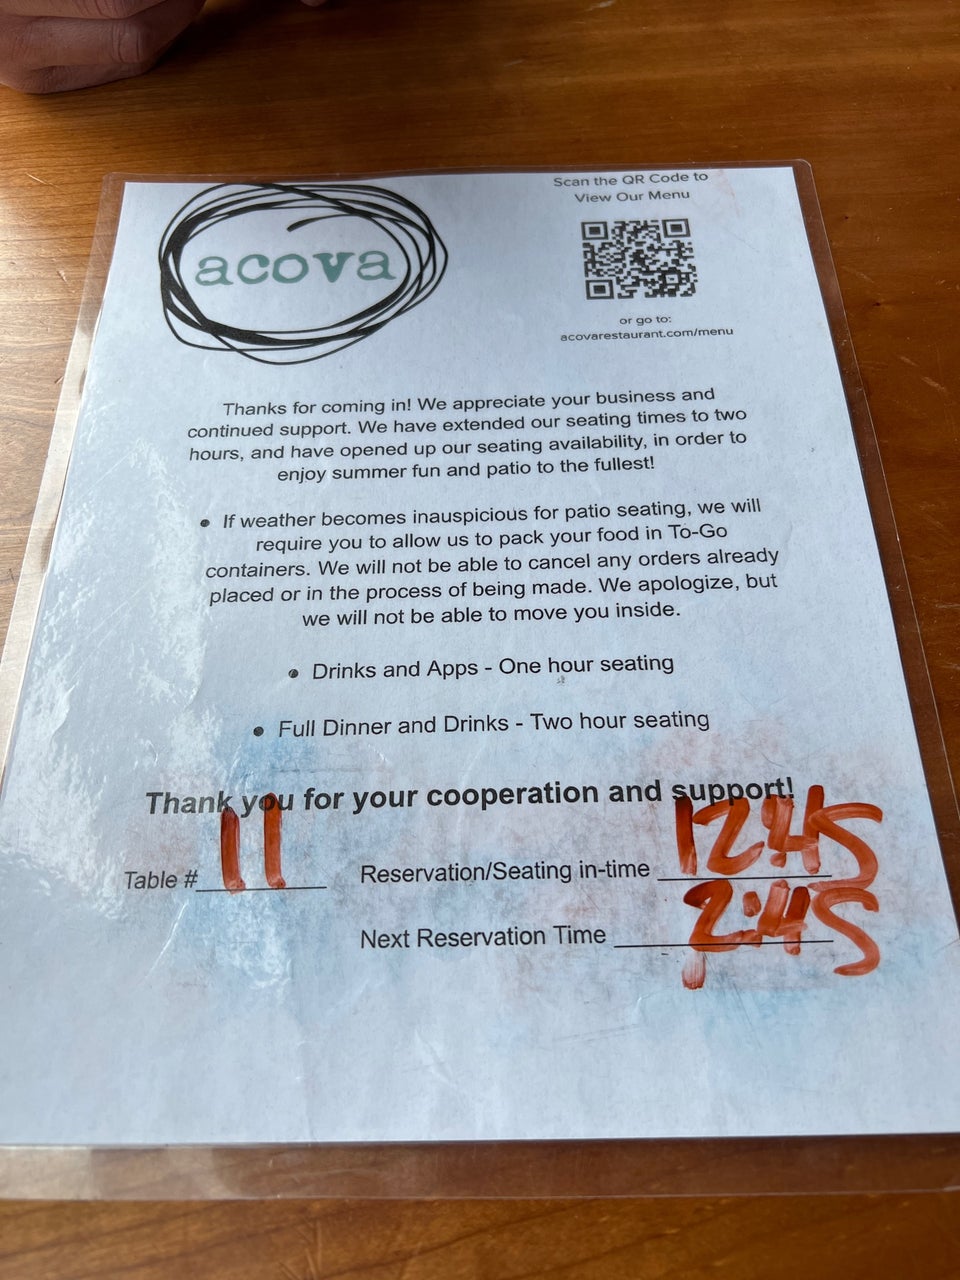 acova
Scan the QR Code to
View Our Menu
or go to:
acovarestaurant.com/menu
Thanks for coming in! We appreciate your business and
continued support. We have extended our seating times to two
hours, and have opened up our seating availability, in order to
enjoy summer fun and patio to the fullest!
• If weather becomes inauspicious for patio seating, we will
require you to allow us to pack your food in To-Go
containers. We will not be able to cancel any orders already
placed or in the process of being made. We apologize, but
we will not be able to move you inside.
• Drinks and Apps - One hour seating
• Full Dinner and Drinks - Two hour seating
Thank you for your cooperation and support!
Table # 11 Reservation/Seating in-time 12:45
Next Reservation Time 2:45